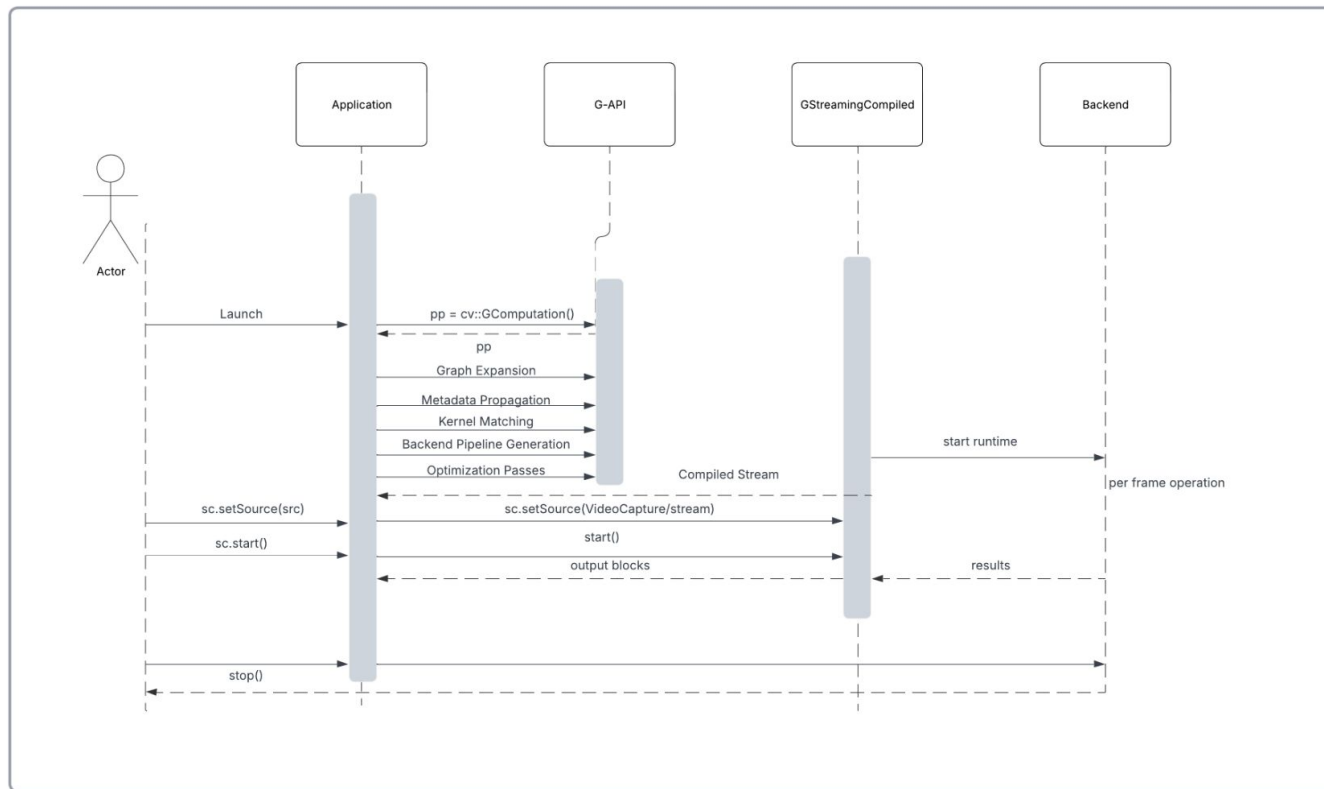 Application
G-API
GStreamingCompiled
Backend
Actor
Launch
pp = cv::GComputation()
pp
Graph Expansion
Metadata Propagation
Kernel Matching
Backend Pipeline Generation
start runtime
Optimization Passes
Compiled Stream
per frame operation
sc.setSource(src)
sc.setSource(VideoCapture/stream)
sc.start()
start()
output blocks
results
stop()